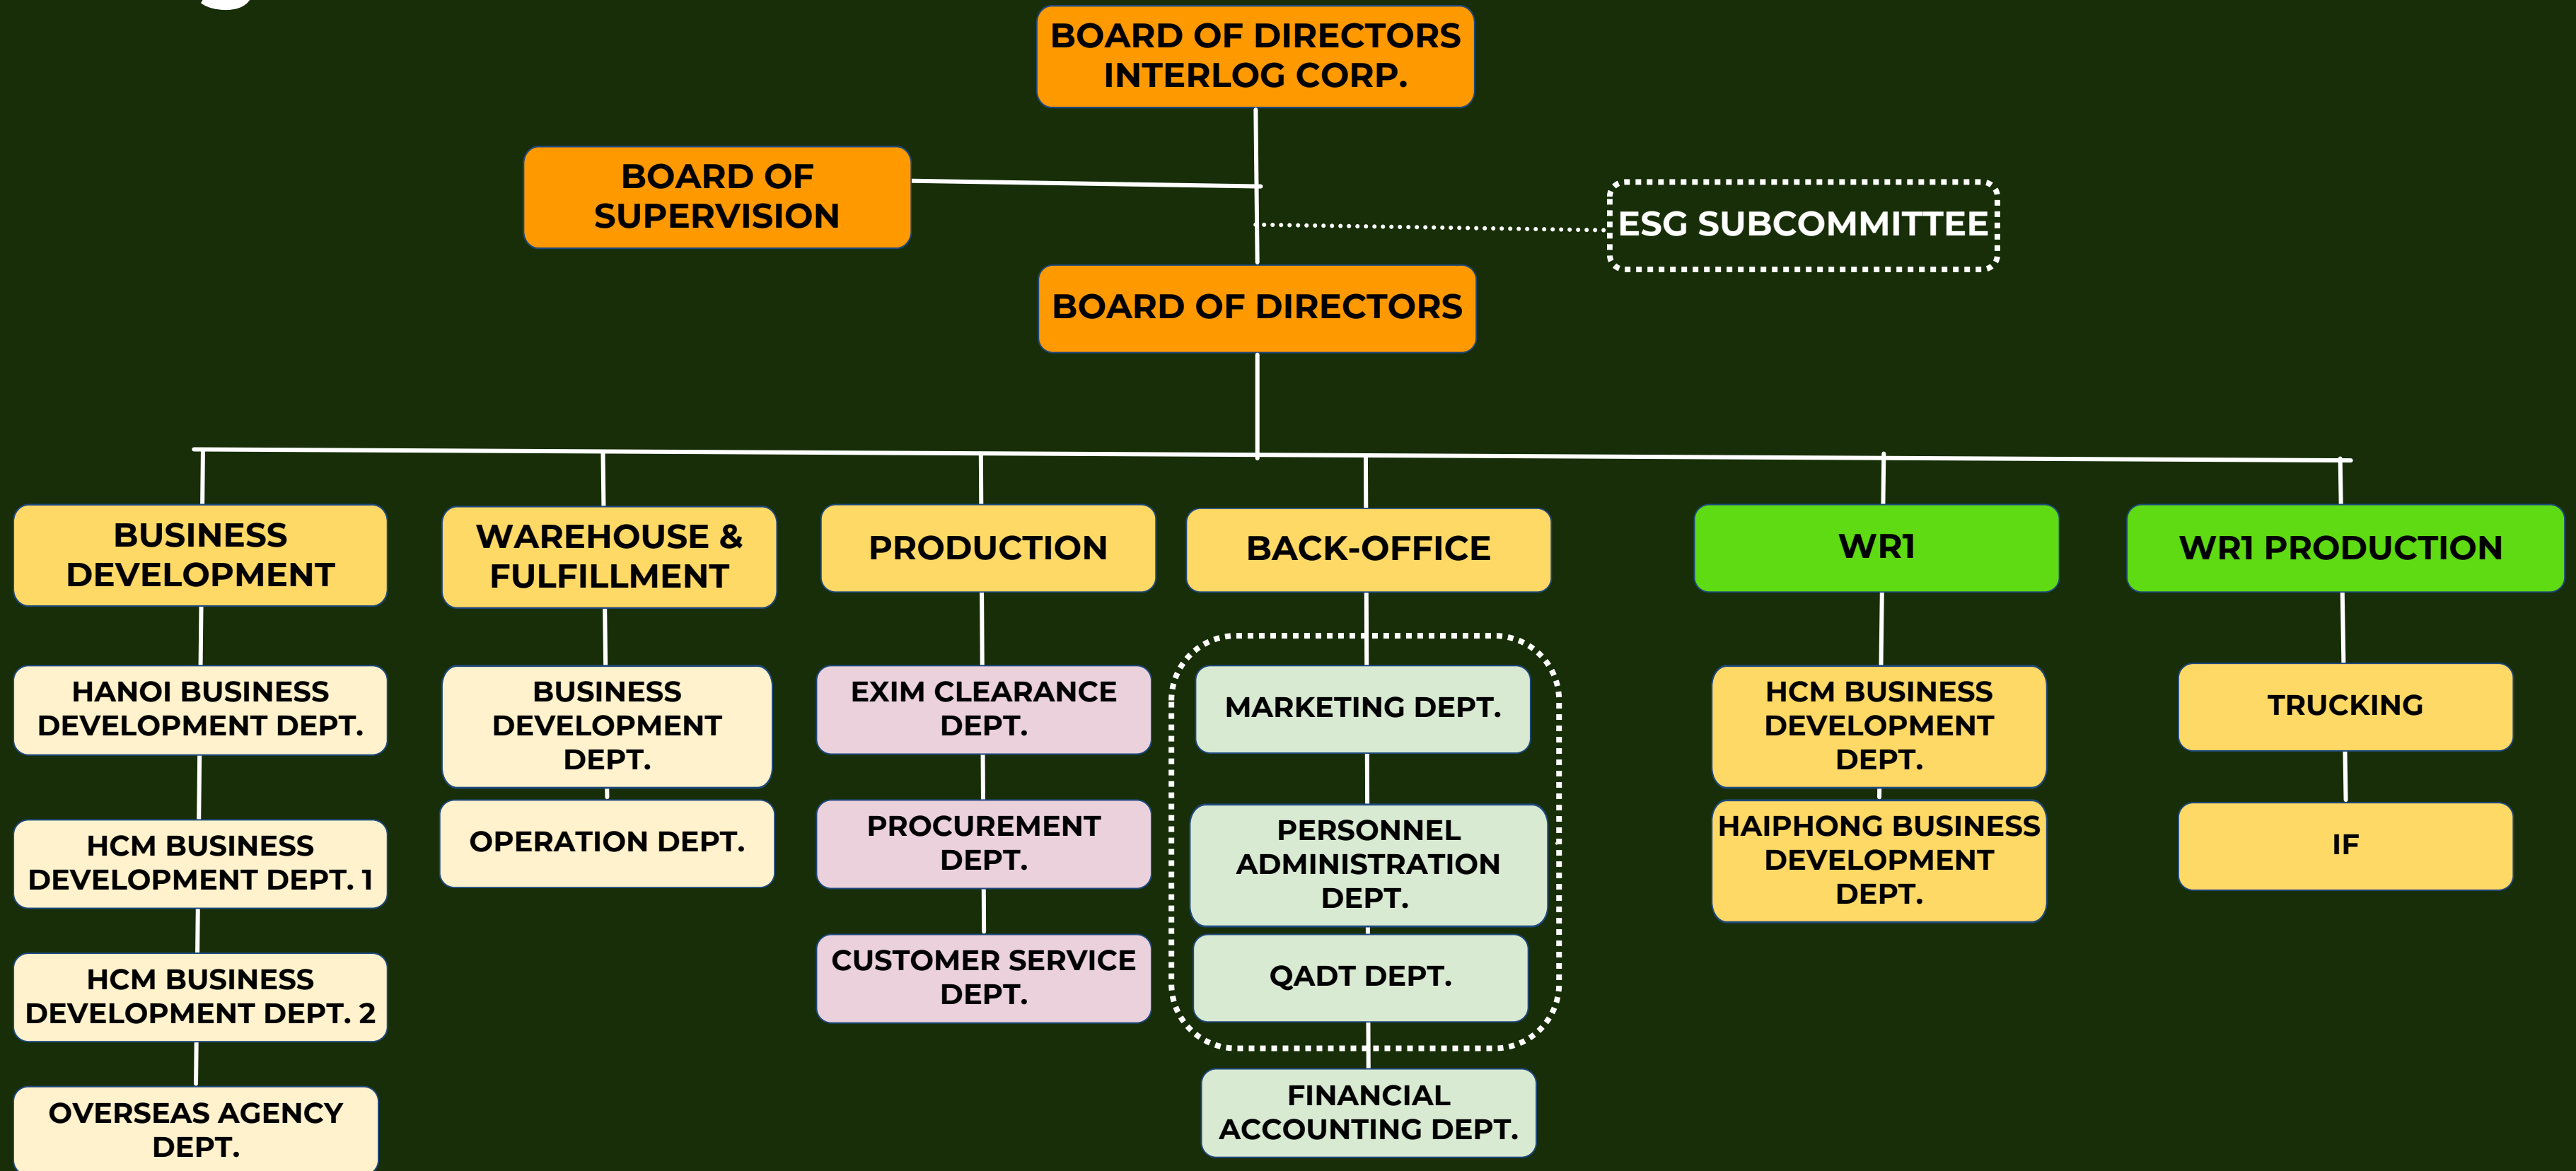 BOARD OF DIRECTORS
INTERLOG CORP.
BOARD OF
SUPERVISION
ESG SUBCOMMITTEE
BOARD OF DIRECTORS
BUSINESS
DEVELOPMENT
HANOI BUSINESS
DEVELOPMENT DEPT.
HCM BUSINESS
DEVELOPMENT DEPT. 1
HCM BUSINESS
DEVELOPMENT DEPT. 2
OVERSEAS AGENCY
DEPT.
WAREHOUSE &
FULFILLMENT
BUSINESS
DEVELOPMENT
DEPT.
OPERATION DEPT.
PRODUCTION
EXIM CLEARANCE
DEPT.
PROCUREMENT
DEPT.
CUSTOMER SERVICE
DEPT.
BACK-OFFICE
MARKETING DEPT.
PERSONNEL
ADMINISTRATION
DEPT.
QADT DEPT.
FINANCIAL
ACCOUNTING DEPT.
WR1
HCM BUSINESS
DEVELOPMENT
DEPT.
HAIPHONG BUSINESS
DEVELOPMENT
DEPT.
WR1 PRODUCTION
TRUCKING
IF